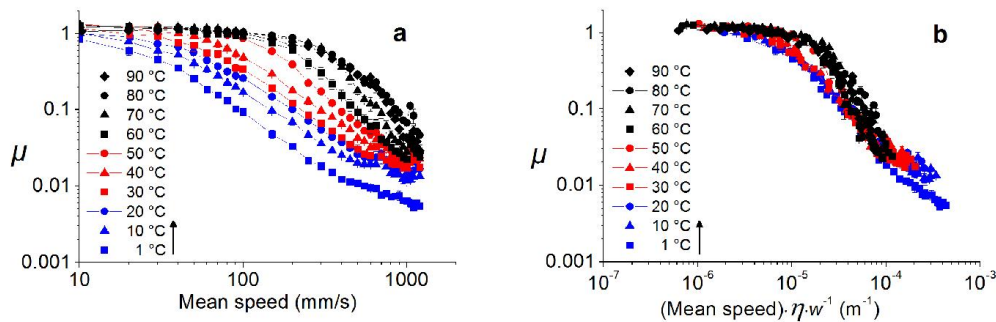 a
1
0.1
0.01
0.001
μ
90 °C
80 °C
70 °C
60 °C
50 °C
40 °C
30 °C
20 °C
10 °C
1 °C
10
100
1000
Mean speed (mm/s)
b
1
0.1
0.01
0.001
μ
90 °C
80 °C
70 °C
60 °C
50 °C
40 °C
30 °C
20 °C
10 °C
1 °C
10⁻⁷
10⁻⁶
10⁻⁵
10⁻⁴
10⁻³
(Mean speed)·η·w⁻¹ (m⁻¹)